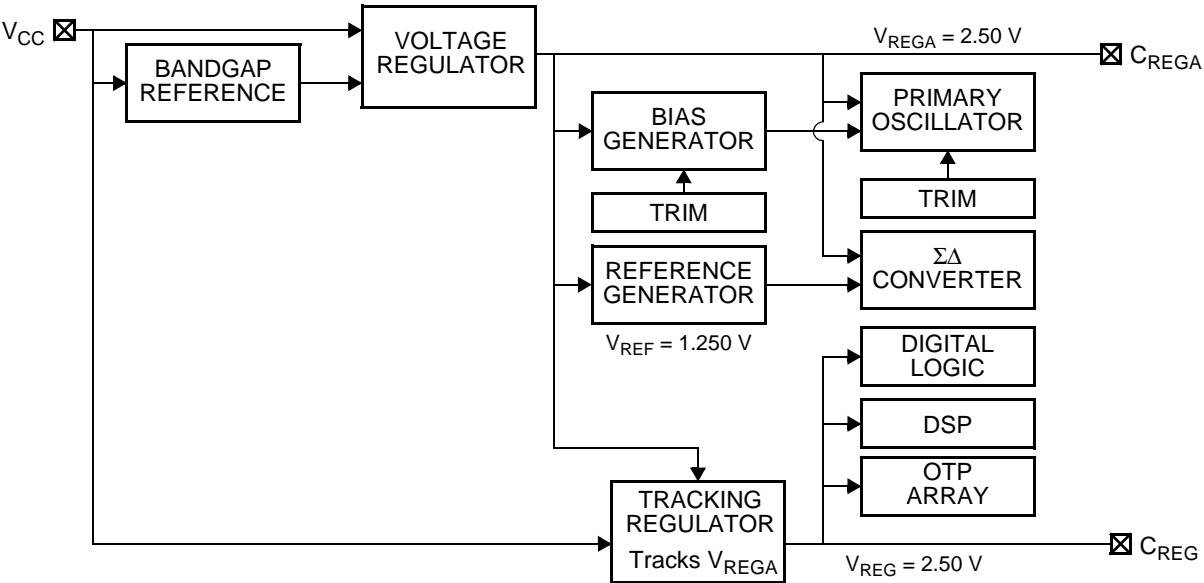 V_CC
VOLTAGE
REGULATOR
BANDGAP
REFERENCE
V_REGA = 2.50 V
C_REGA
BIAS
GENERATOR
PRIMARY
OSCILLATOR
TRIM
TRIM
REFERENCE
GENERATOR
ΣΔ
CONVERTER
V_REF = 1.250 V
DIGITAL
LOGIC
DSP
OTP
ARRAY
TRACKING
REGULATOR
Tracks V_REGA
V_REG = 2.50 V
C_REG